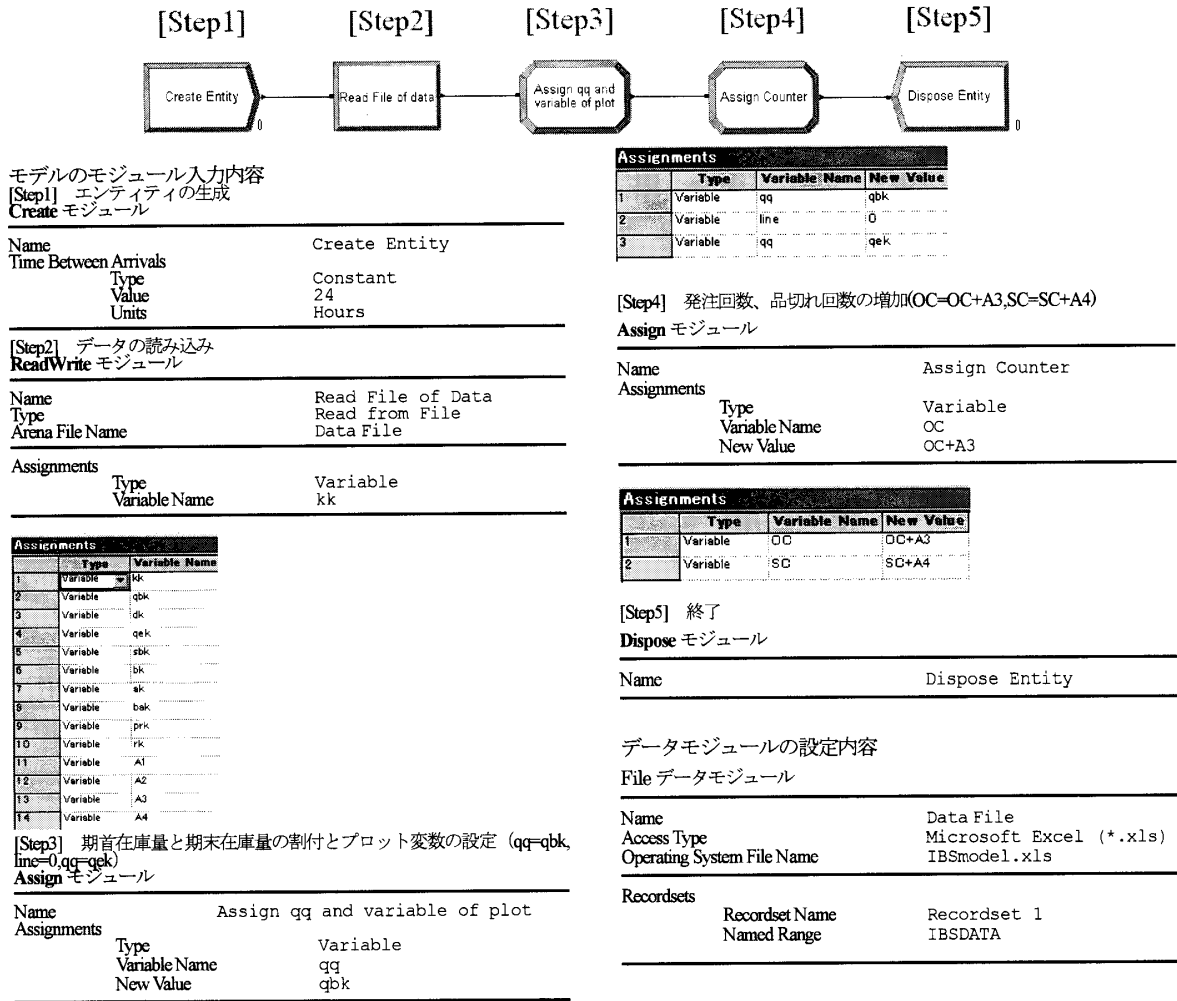 [Step1] [Step2] [Step3] [Step4] [Step5]
Create Entity
0
Read File of data
Assign qq and
variable of plot
Assign Counter
Dispose Entity
0
モデルのモジュール入力内容
[Step1] エンティティの生成
Create モジュール
Name Create Entity
Time Between Arrivals
Type Constant
Value 24
Units Hours
[Step2] データの読み込み
ReadWrite モジュール
Name Read File of Data
Type Read from File
Arena File Name Data File
Assignments
Type Variable
Variable Name kk
Assignments
Type Variable Name
1 Variable kk
2 Variable qbk
3 Variable dk
4 Variable qek
5 Variable sbk
6 Variable bk
7 Variable ak
8 Variable bak
9 Variable prk
10 Variable rk
11 Variable A1
12 Variable A2
13 Variable A3
14 Variable A4
[Step3] 期首在庫量と期末在庫量の割付とプロット変数の設定（qq=qbk,
line=0,qq=qek）
Assign モジュール
Name Assign qq and variable of plot
Assignments
Type Variable
Variable Name qq
New Value qbk
Assignments
Type Variable Name New Value
1 Variable qq qbk
2 Variable line 0
3 Variable qq qek
[Step4] 発注回数、品切れ回数の増加(OC=OC+A3,SC=SC+A4)
Assign モジュール
Name Assign Counter
Assignments
Type Variable
Variable Name OC
New Value OC+A3
Assignments
Type Variable Name New Value
1 Variable OC OC+A3
2 Variable SC SC+A4
[Step5] 終了
Dispose モジュール
Name Dispose Entity
データモジュールの設定内容
File データモジュール
Name Data File
Access Type Microsoft Excel (*.xls)
Operating System File Name IBSmodel.xls
Recordsets
Recordset Name Recordset 1
Named Range IBSDATA